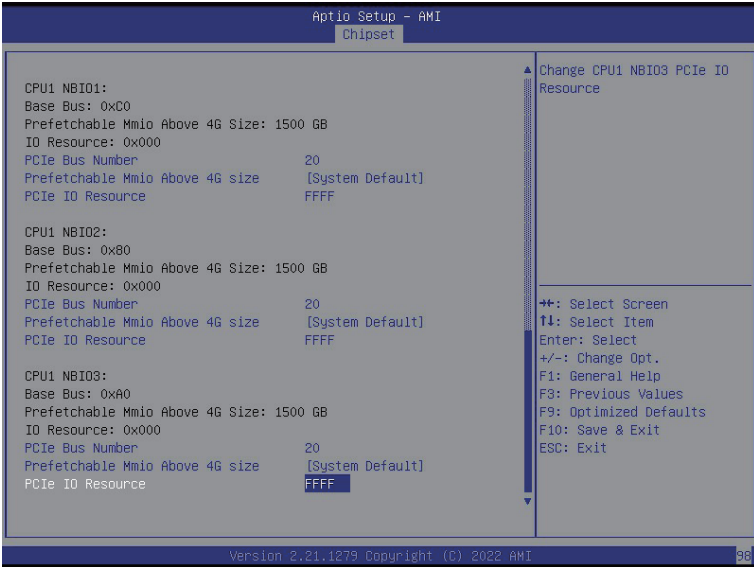 Aptio Setup – AMI
Chipset
CPU1 NBIO1:
Base Bus: 0xC0
Prefetchable Mmio Above 4G Size: 1500 GB
IO Resource: 0x000
PCIe Bus Number 20
Prefetchable Mmio Above 4G size [System Default]
PCIe IO Resource FFFF
CPU1 NBIO2:
Base Bus: 0x80
Prefetchable Mmio Above 4G Size: 1500 GB
IO Resource: 0x000
PCIe Bus Number 20
Prefetchable Mmio Above 4G size [System Default]
PCIe IO Resource FFFF
CPU1 NBIO3:
Base Bus: 0xA0
Prefetchable Mmio Above 4G Size: 1500 GB
IO Resource: 0x000
PCIe Bus Number 20
Prefetchable Mmio Above 4G size [System Default]
PCIe IO Resource FFFF
Change CPU1 NBIO3 PCIe IO
Resource
→←: Select Screen
↑↓: Select Item
Enter: Select
+/-: Change Opt.
F1: General Help
F3: Previous Values
F9: Optimized Defaults
F10: Save & Exit
ESC: Exit
Version 2.21.1279 Copyright (C) 2022 AMI
98